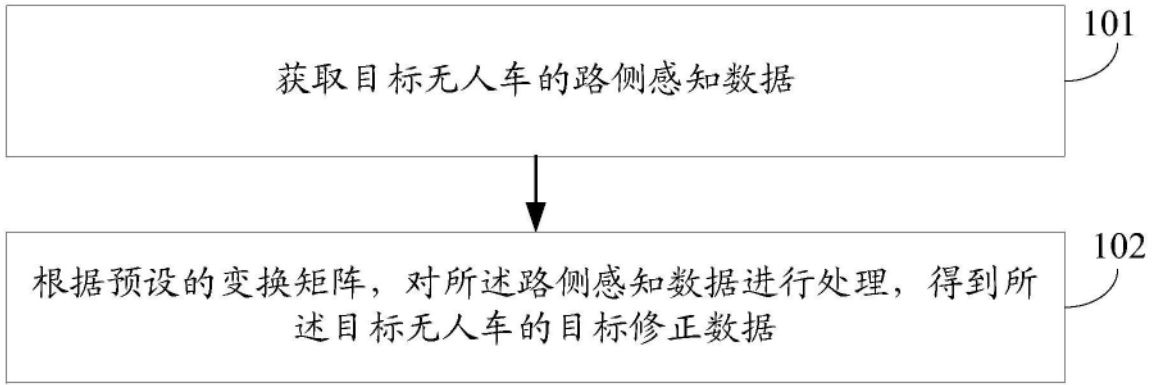 101
获取目标无人车的路侧感知数据
102
根据预设的变换矩阵，对所述路侧感知数据进行处理，得到所
述目标无人车的目标修正数据